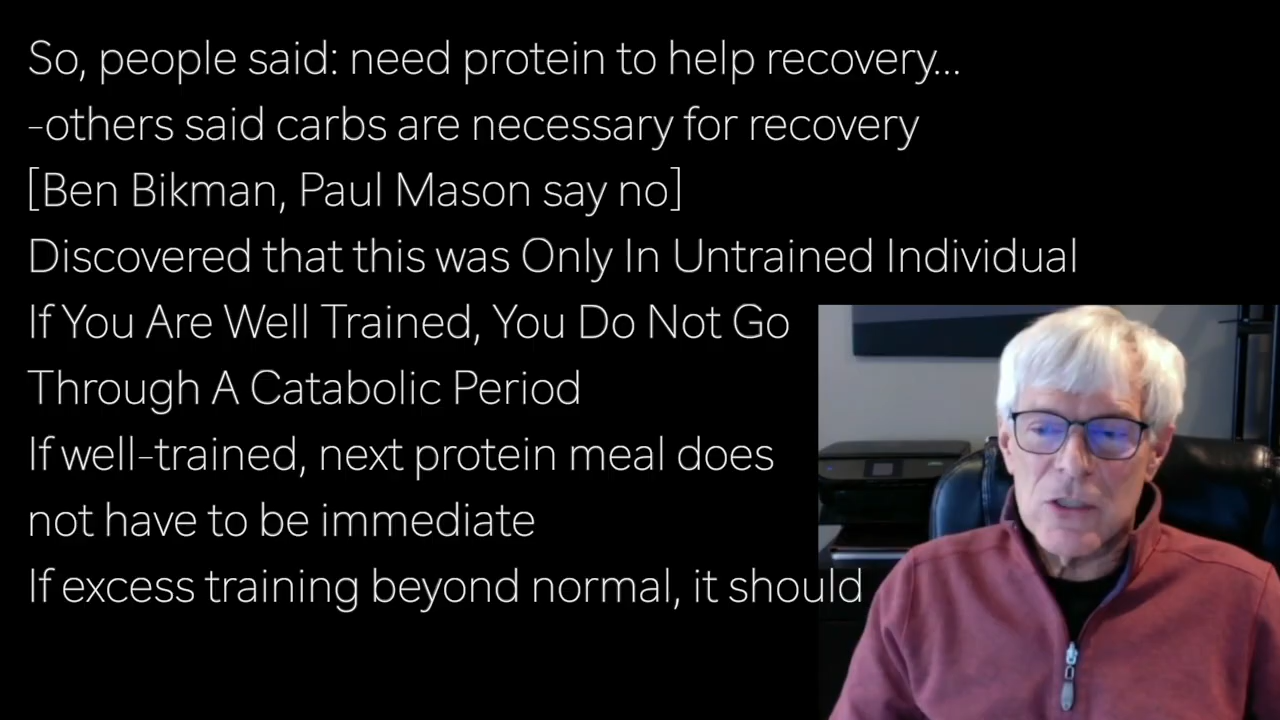 So, people said: need protein to help recovery...
-others said carbs are necessary for recovery
[Ben Bikman, Paul Mason say no]
Discovered that this was Only In Untrained Individual
If You Are Well Trained, You Do Not Go
Through A Catabolic Period
If well-trained, next protein meal does
not have to be immediate
If excess training beyond normal, it should